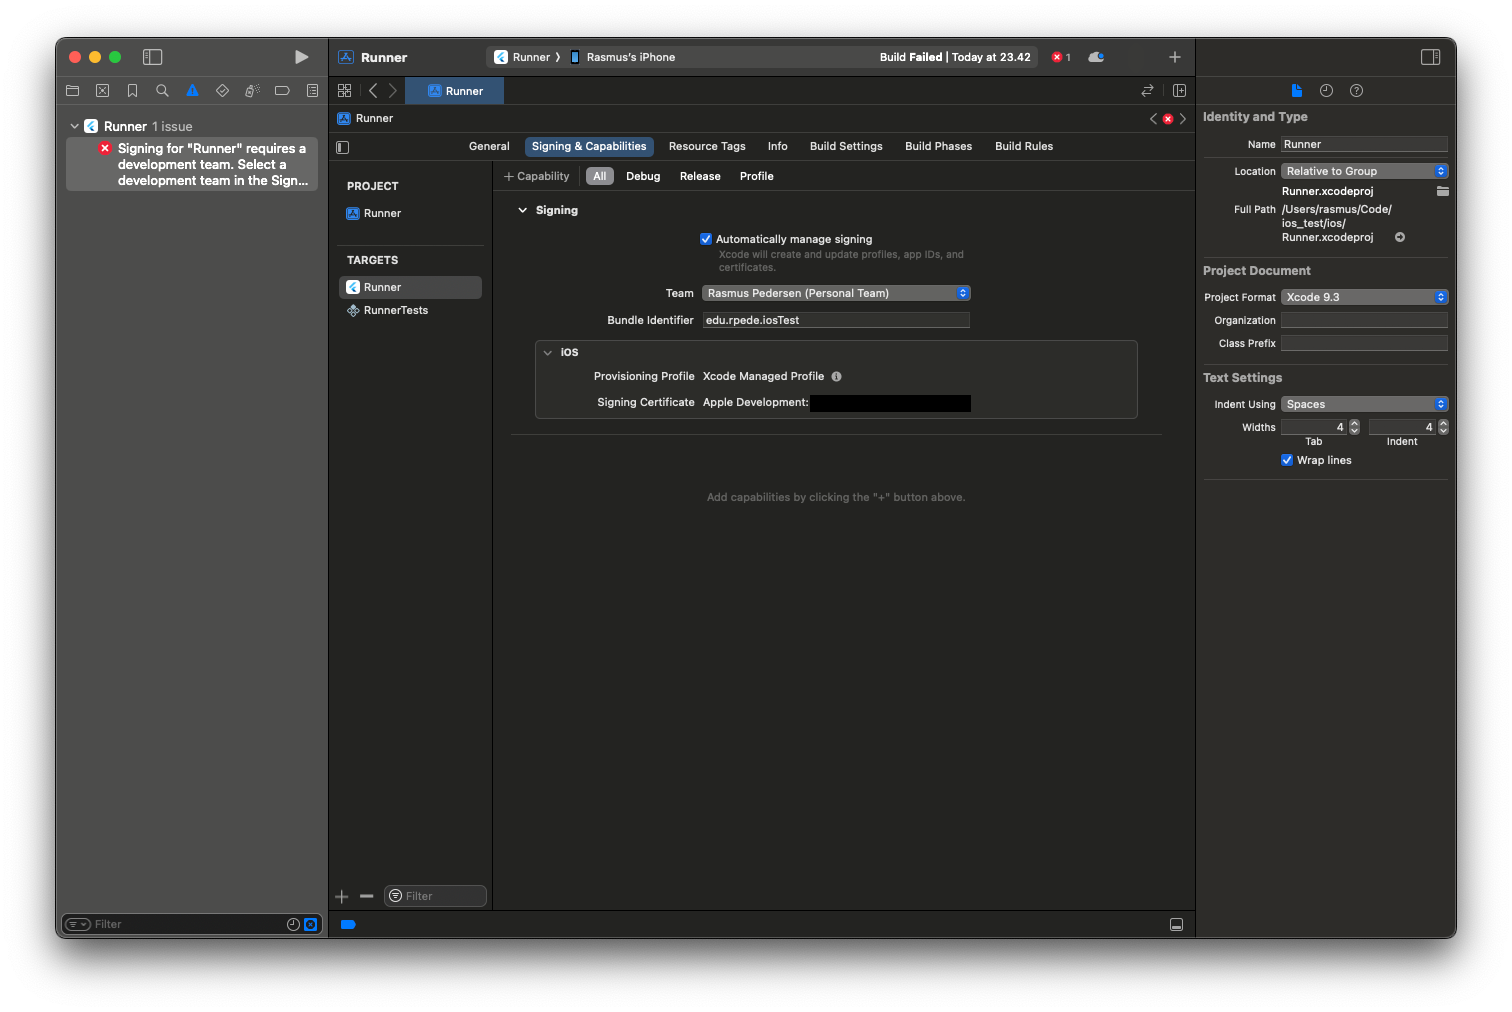 Runner
Runner
Rasmus's iPhone
Build Failed | Today at 23.42
1
Runner
Runner 1 issue
Signing for "Runner" requires a
development team. Select a
development team in the Sign...
Filter
Runner
General
Signing & Capabilities
Resource Tags
Info
Build Settings
Build Phases
Build Rules
+ Capability
All
Debug
Release
Profile
PROJECT
Runner
TARGETS
Runner
RunnerTests
Filter
Signing
Automatically manage signing
Xcode will create and update profiles, app IDs, and
certificates.
Team
Rasmus Pedersen (Personal Team)
Bundle Identifier
edu.rpede.iosTest
iOS
Provisioning Profile
Xcode Managed Profile
Signing Certificate
Apple Development:
Add capabilities by clicking the "+" button above.
Identity and Type
Name
Runner
Location
Relative to Group
Runner.xcodeproj
Full Path
/Users/rasmus/Code/
ios_test/ios/
Runner.xcodeproj
Project Document
Project Format
Xcode 9.3
Organization
Class Prefix
Text Settings
Indent Using
Spaces
Widths
4
4
Tab
Indent
Wrap lines